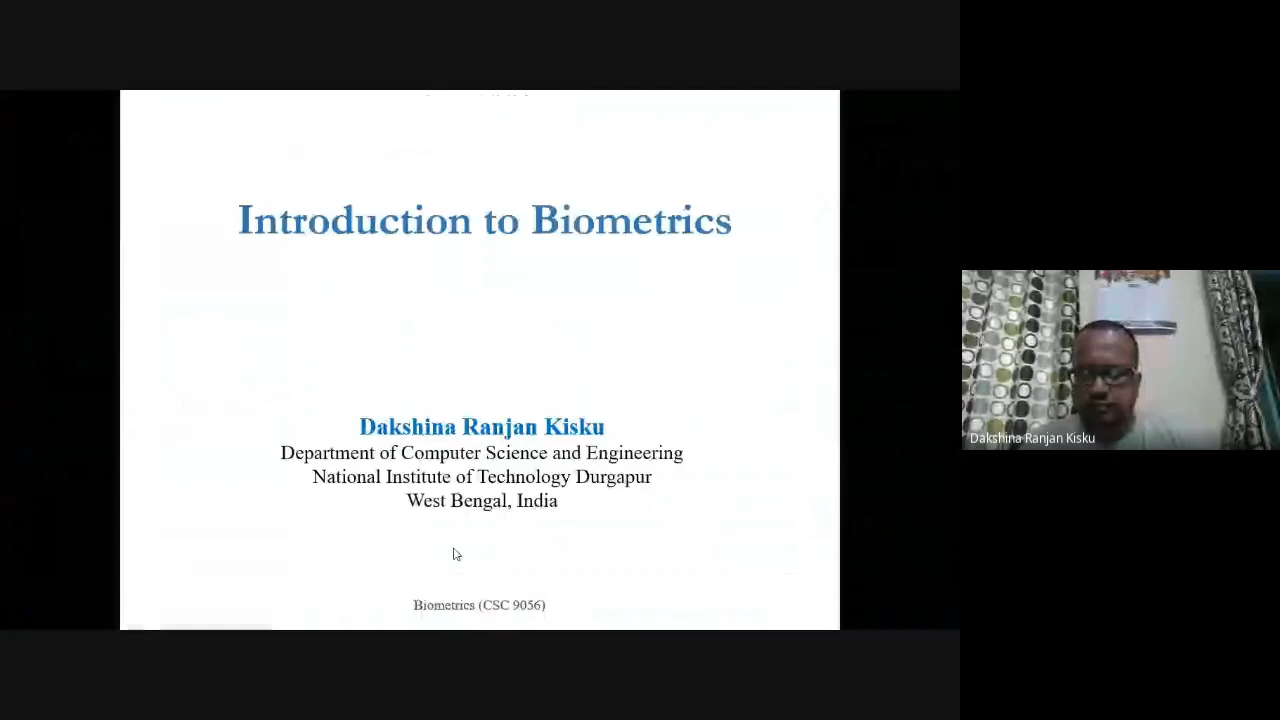 Introduction to Biometrics
Dakshina Ranjan Kisku
Department of Computer Science and Engineering
National Institute of Technology Durgapur
West Bengal, India
Biometrics (CSC 9056)
Dakshina Ranjan Kisku